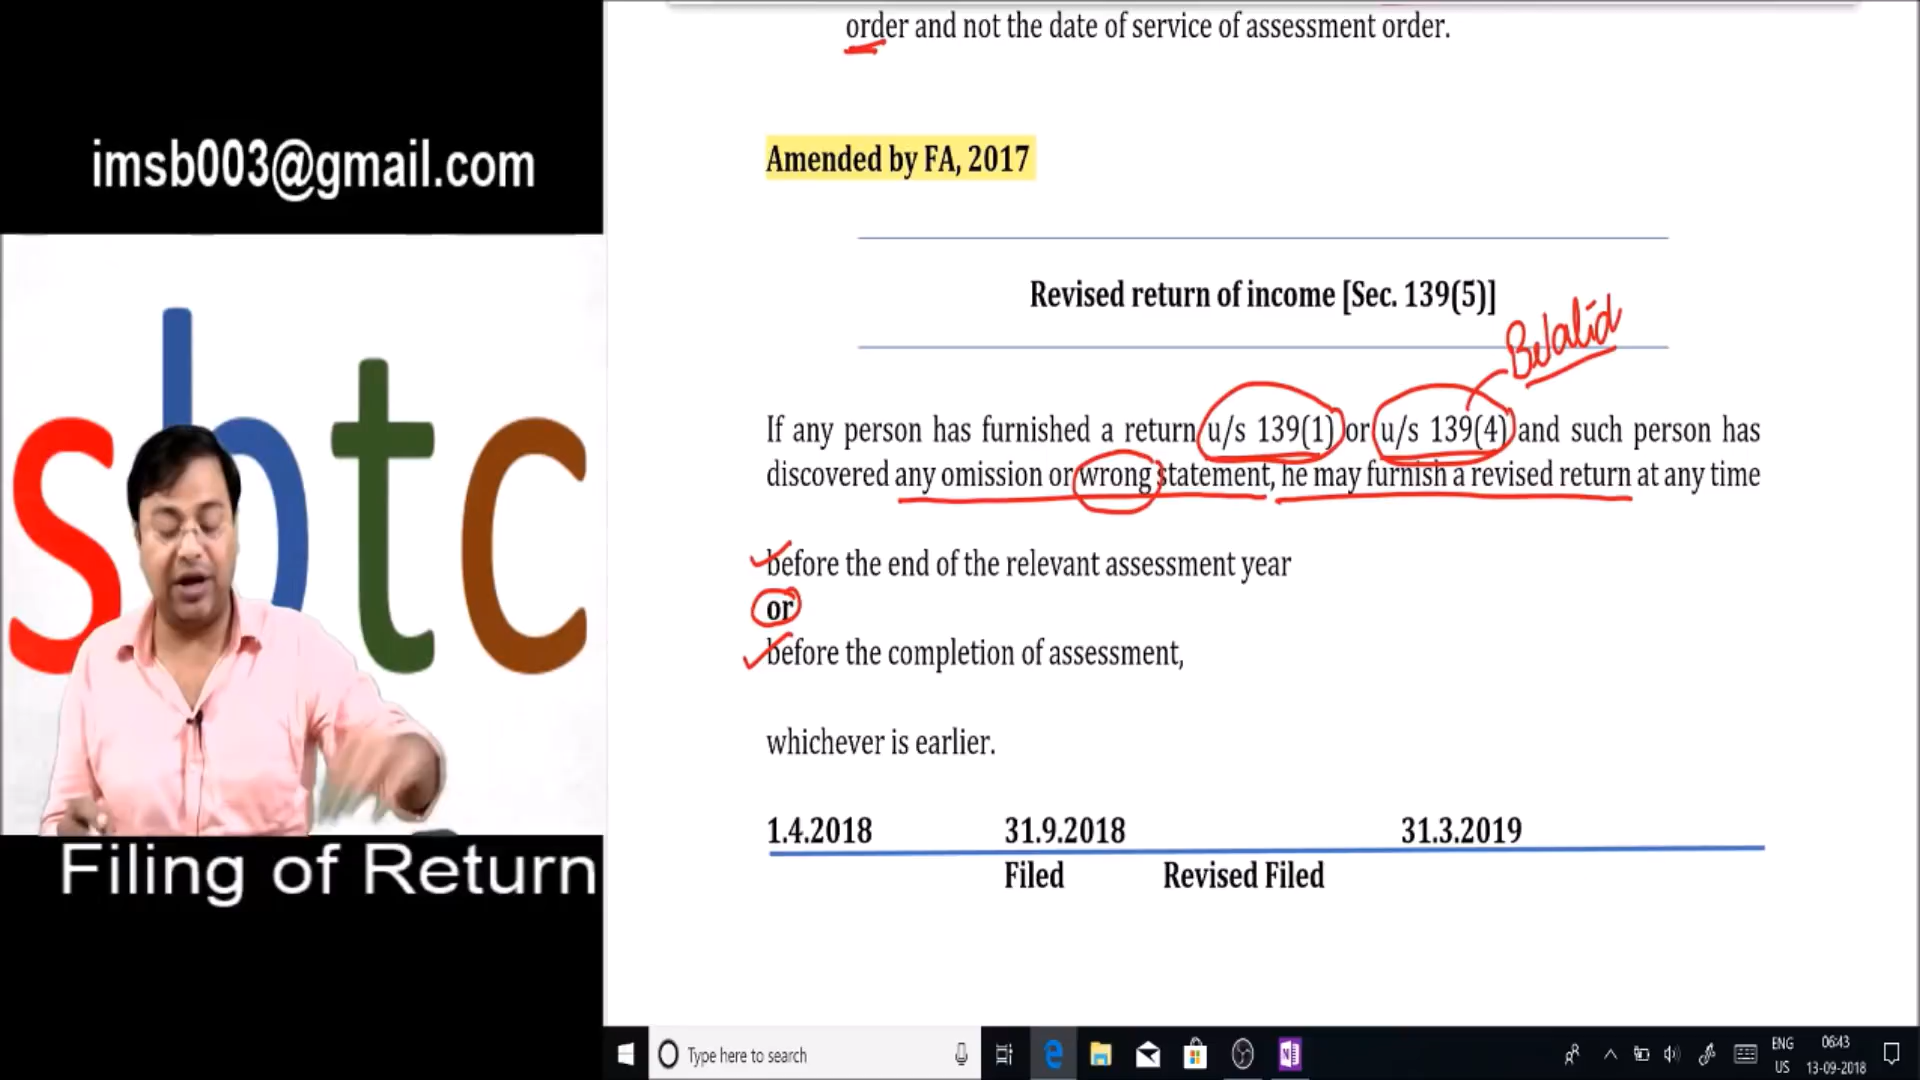 order and not the date of service of assessment order.
imsb003@gmail.com
Amended by FA, 2017
Revised return of income [Sec. 139(5)]
If any person has furnished a return u/s 139(1) or u/s 139(4) and such person has
discovered any omission or wrong statement, he may furnish a revised return at any time
before the end of the relevant assessment year
or
before the completion of assessment,
whichever is earlier.
1.4.2018 31.9.2018 31.3.2019
Filed Revised Filed
sbtc
Filing of Return
Type here to search
ENG
US
06:43
13-09-2018